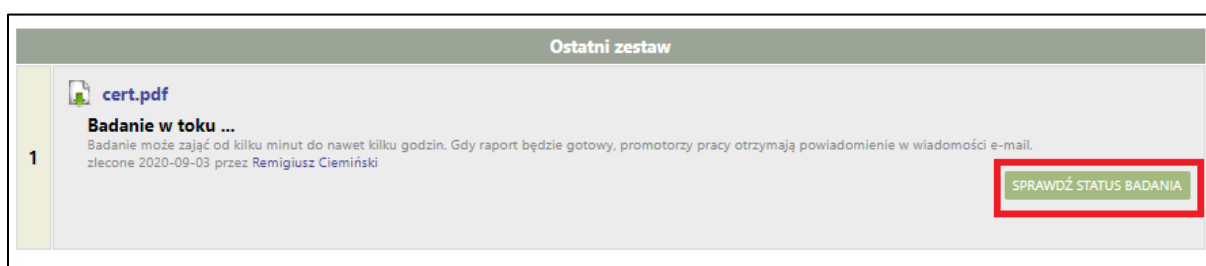 Ostatni zestaw
cert.pdf
Badanie w toku ...
1
Badanie może zająć od kilku minut do nawet kilku godzin. Gdy raport będzie gotowy, promotorzy pracy otrzymają powiadomienie w wiadomości e-mail.
zlecone 2020-09-03 przez Remigiusz Ciemiński
SPRAWDŹ STATUS BADANIA